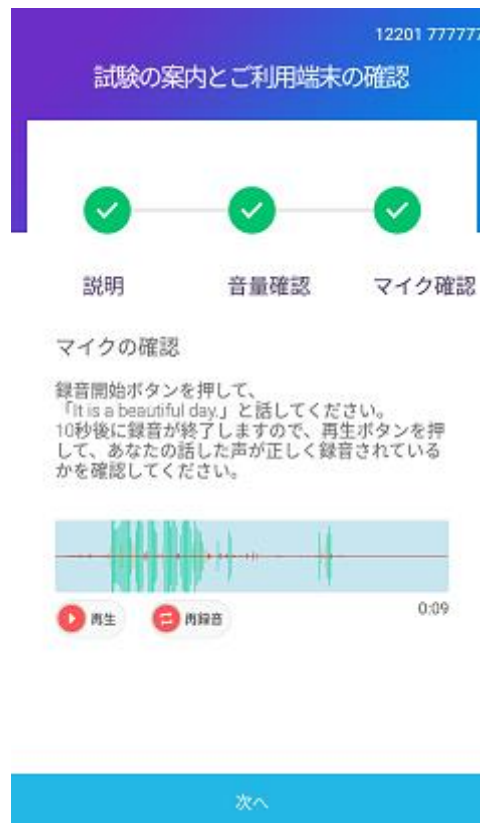 12201 777777
試験の案内とご利用端末の確認
説明
音量確認
マイク確認
マイクの確認
録音開始ボタンを押して、
「It is a beautiful day.」と話してください。
10秒後に録音が終了しますので、再生ボタンを押
して、あなたの話した声が正しく録音されている
かを確認してください。
再生
再録音
0:09
次へ